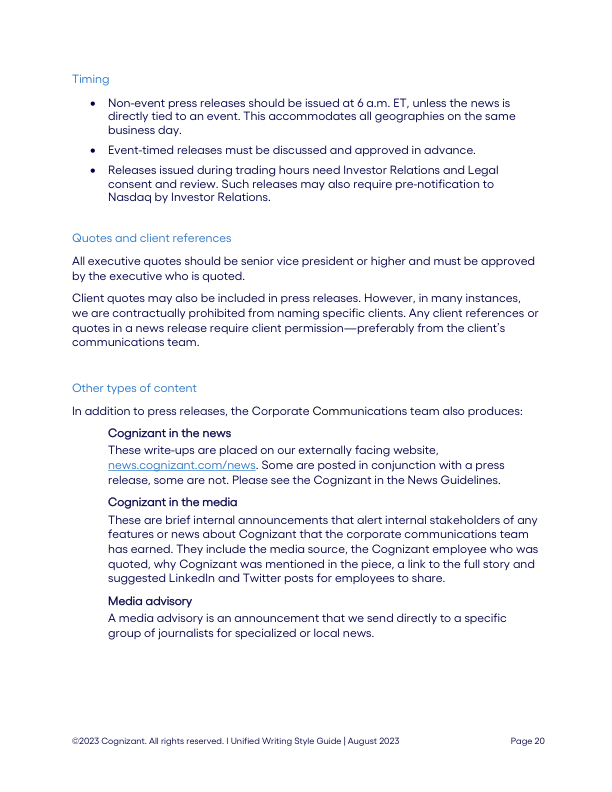 Timing
• Non-event press releases should be issued at 6 a.m. ET, unless the news is
directly tied to an event. This accommodates all geographies on the same
business day.
• Event-timed releases must be discussed and approved in advance.
• Releases issued during trading hours need Investor Relations and Legal
consent and review. Such releases may also require pre-notification to
Nasdaq by Investor Relations.
Quotes and client references
All executive quotes should be senior vice president or higher and must be approved
by the executive who is quoted.
Client quotes may also be included in press releases. However, in many instances,
we are contractually prohibited from naming specific clients. Any client references or
quotes in a news release require client permission—preferably from the client’s
communications team.
Other types of content
In addition to press releases, the Corporate Communications team also produces:
Cognizant in the news
These write-ups are placed on our externally facing website,
news.cognizant.com/news. Some are posted in conjunction with a press
release, some are not. Please see the Cognizant in the News Guidelines.
Cognizant in the media
These are brief internal announcements that alert internal stakeholders of any
features or news about Cognizant that the corporate communications team
has earned. They include the media source, the Cognizant employee who was
quoted, why Cognizant was mentioned in the piece, a link to the full story and
suggested LinkedIn and Twitter posts for employees to share.
Media advisory
A media advisory is an announcement that we send directly to a specific
group of journalists for specialized or local news.
©2023 Cognizant. All rights reserved. I Unified Writing Style Guide | August 2023 Page 20